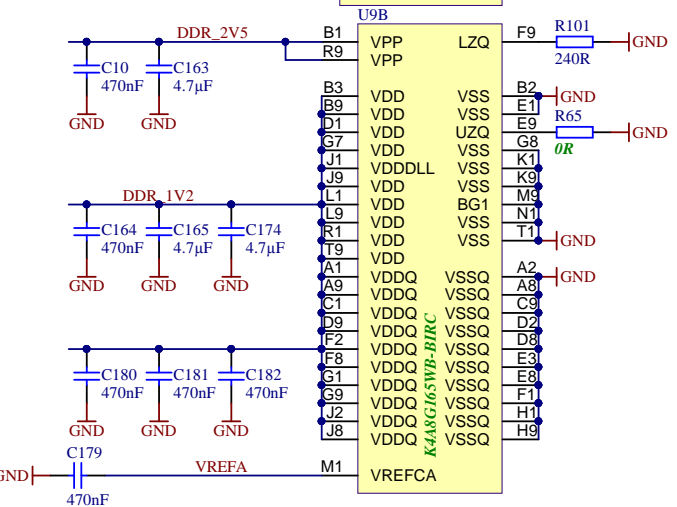 U9B
DDR_2V5 B1 VPP LZQ F9 R101 GND
R9 VPP 240R
C10 C163
470nF 4.7µF
GND GND
B3 VDD VSS B2 GND
B9 VDD VSS E1 R65
D1 VDD UZQ E9 GND
G7 VDD VSS G8 0R
J1 VDDDLL VSS K1
J9 VDD VSS K9
DDR_1V2 L1 VDD BG1 M9
L9 VDD VSS N1
R1 VDD VSS T1 GND
T9 VDD
C164 C165 C174
470nF 4.7µF 4.7µF
GND GND GND
A1 VDDQ VSSQ A2 GND
A9 VDDQ VSSQ A8
C1 VDDQ VSSQ C9
D9 VDDQ VSSQ D2
F2 VDDQ VSSQ D8
F8 VDDQ VSSQ E3
G1 VDDQ VSSQ E8
G9 VDDQ VSSQ F1
J2 VDDQ VSSQ H1
J8 VDDQ VSSQ H9
K4A8G165WB-BIRC
C180 C181 C182
470nF 470nF 470nF
GND GND GND
C179
GND VREFA M1 VREFCA
470nF